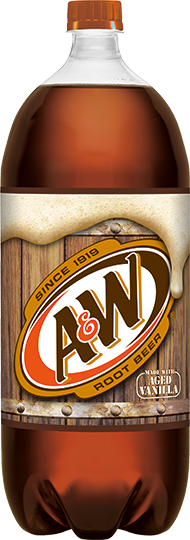 SINCE 1919
A&W
ROOT BEER
MADE WITH
AGED
VANILLA